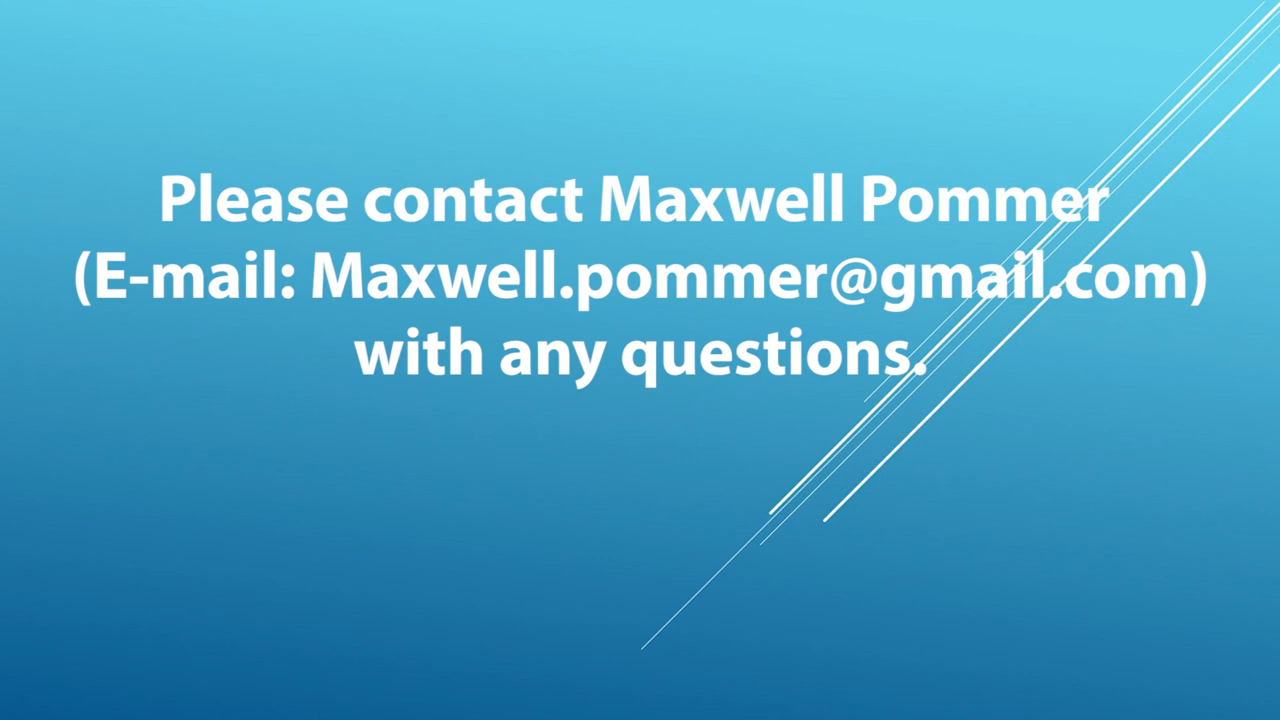 Please contact Maxwell Pommer
(E-mail: Maxwell.pommer@gmail.com)
with any questions.